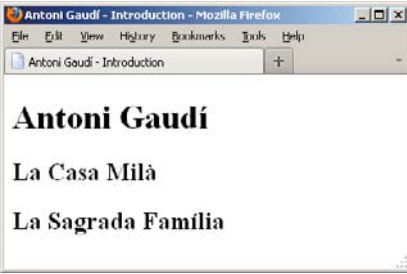 Antoni Gaudí - Introduction - Mozilla Firefox
File Edit View History Bookmarks Tools Help
Antoni Gaudí - Introduction
Antoni Gaudí
La Casa Milà
La Sagrada Família